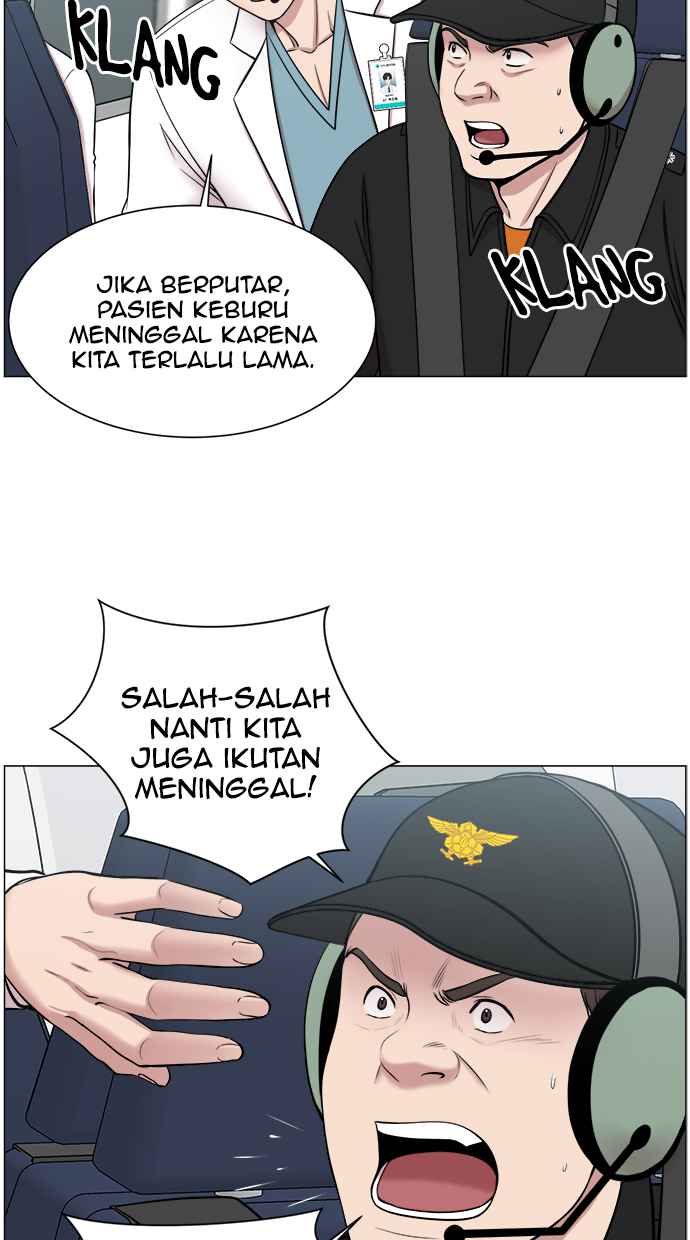 KLANG
KLANG
JIKA BERPUTAR,
PASIEN KEBURU
MENINGGAL KARENA
KITA TERLALU LAMA.
SALAH-SALAH
NANTI KITA
JUGA IKUTAN
MENINGGAL!